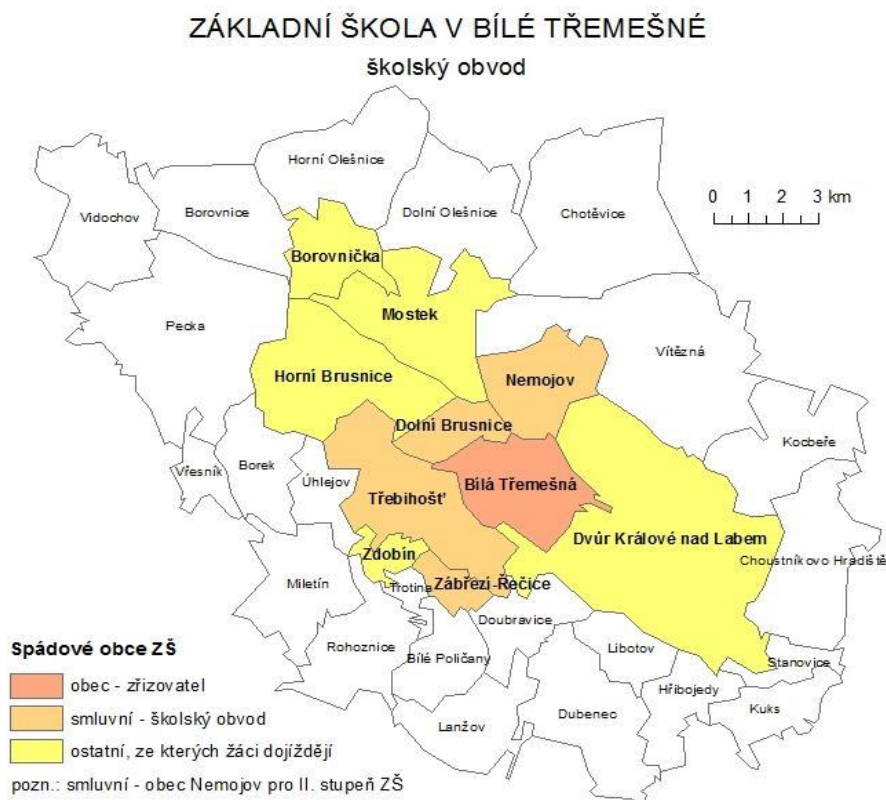 ZÁKLADNÍ ŠKOLA V BÍLÉ TŘEMEŠNÉ
školský obvod
Horní Olešnice
Vidochov
Borovnice
Dolní Olešnice
Chotěvice
0 1 2 3 km
Borovnička
Mostek
Pecka
Vítězná
Horní Brusnice
Nemojov
Dolní Brusnice
Kocbeře
Vřesník
Borek
Úhlejov
Třebihošť
Bílá Třemešná
Dvůr Králové nad Labem
Choustníkovo Hradiště
Zdobín
Miletín
Trotina
Zábřezí-Řečice
Doubravice
Spádové obce ZŠ
Rohoznice
Bílé Poličany
Libotov
Stanovice
obec - zřizovatel
Hřibojedy
smluvní - školský obvod
Lanžov
Dubenec
Kuks
ostatní, ze kterých žáci dojíždějí
pozn.: smluvní - obec Nemojov pro II. stupeň ZŠ